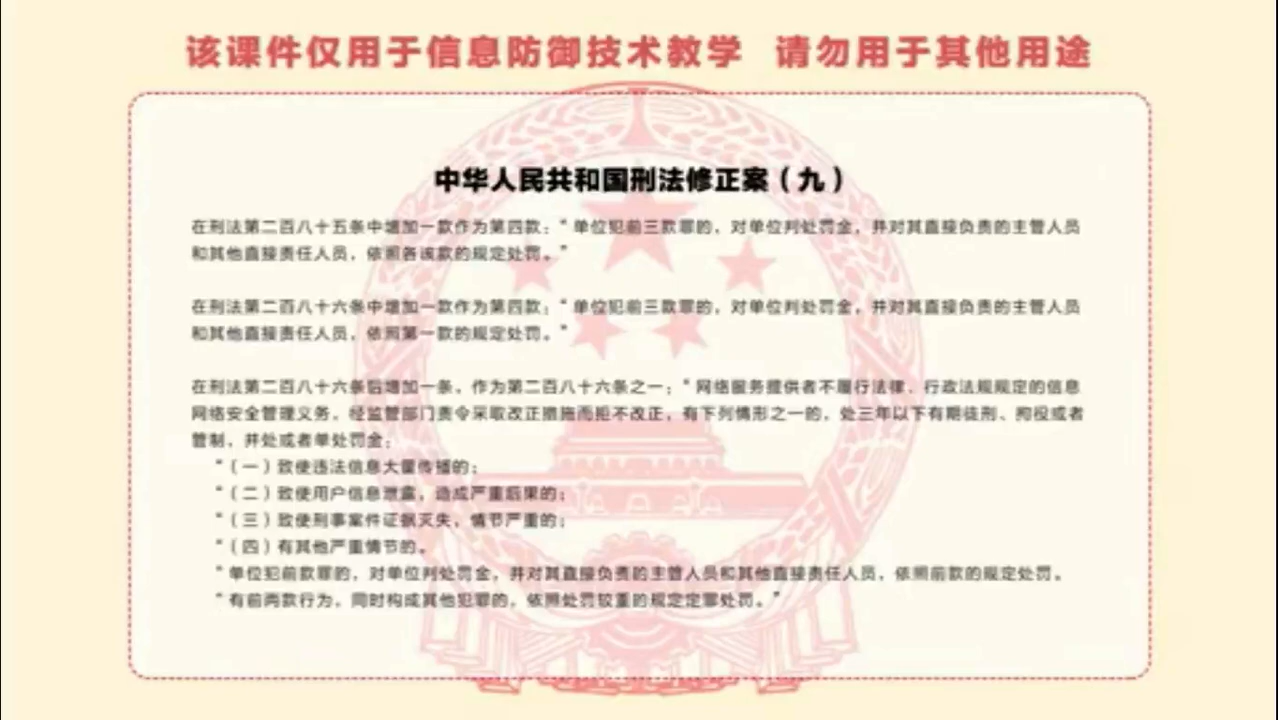 该课件仅用于信息防御技术教学 请勿用于其他用途
中华人民共和国刑法修正案（九）
在刑法第二百八十五条中增加一款作为第四款：“单位犯前三款罪的，对单位判处罚金，并对其直接负责的主管人员
和其他直接责任人员，依照各该款的规定处罚。”
在刑法第二百八十六条中增加一款作为第四款：“单位犯前三款罪的，对单位判处罚金，并对其直接负责的主管人员
和其他直接责任人员，依照第一款的规定处罚。”
在刑法第二百八十六条后增加一条，作为第二百八十六条之一：“网络服务提供者不履行法律、行政法规规定的信息
网络安全管理义务，经监管部门责令采取改正措施而拒不改正，有下列情形之一的，处三年以下有期徒刑、拘役或者
管制，并处或者单处罚金：
“（一）致使违法信息大量传播的；
“（二）致使用户信息泄露，造成严重后果的；
“（三）致使刑事案件证据灭失，情节严重的；
“（四）有其他严重情节的。
“单位犯前款罪的，对单位判处罚金，并对其直接负责的主管人员和其他直接责任人员，依照前款的规定处罚。
“有前两款行为，同时构成其他犯罪的，依照处罚较重的规定定罪处罚。”